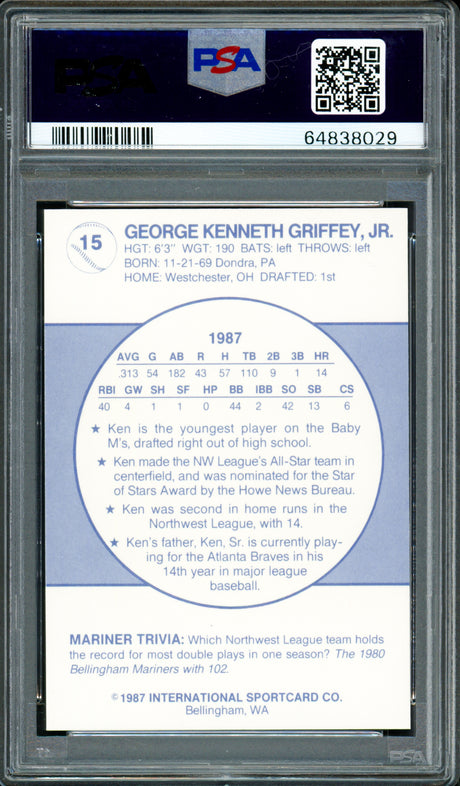 PSA
PSA
64838029
15
GEORGE KENNETH GRIFFEY, JR.
HGT: 6'3" WGT: 190 BATS: left THROWS: left
BORN: 11-21-69 Dondra, PA
HOME: Westchester, OH DRAFTED: 1st
1987
AVG G AB R H TB 2B 3B HR
.313 54 182 43 57 110 9 1 14
RBI GW SH SF HP BB IBB SO SB CS
40 4 1 1 0 44 2 42 13 6
★ Ken is the youngest player on the Baby
M's, drafted right out of high school.
★ Ken made the NW League's All-Star team in
centerfield, and was nominated for the Star
of Stars Award by the Howe News Bureau.
★ Ken was second in home runs in the
Northwest League, with 14.
★ Ken's father, Ken, Sr. is currently play-
ing for the Atlanta Braves in his
14th year in major league
baseball.
MARINER TRIVIA: Which Northwest League team holds
the record for most double plays in one season? The 1980
Bellingham Mariners with 102.
©1987 INTERNATIONAL SPORTCARD CO.
Bellingham, WA
PSA